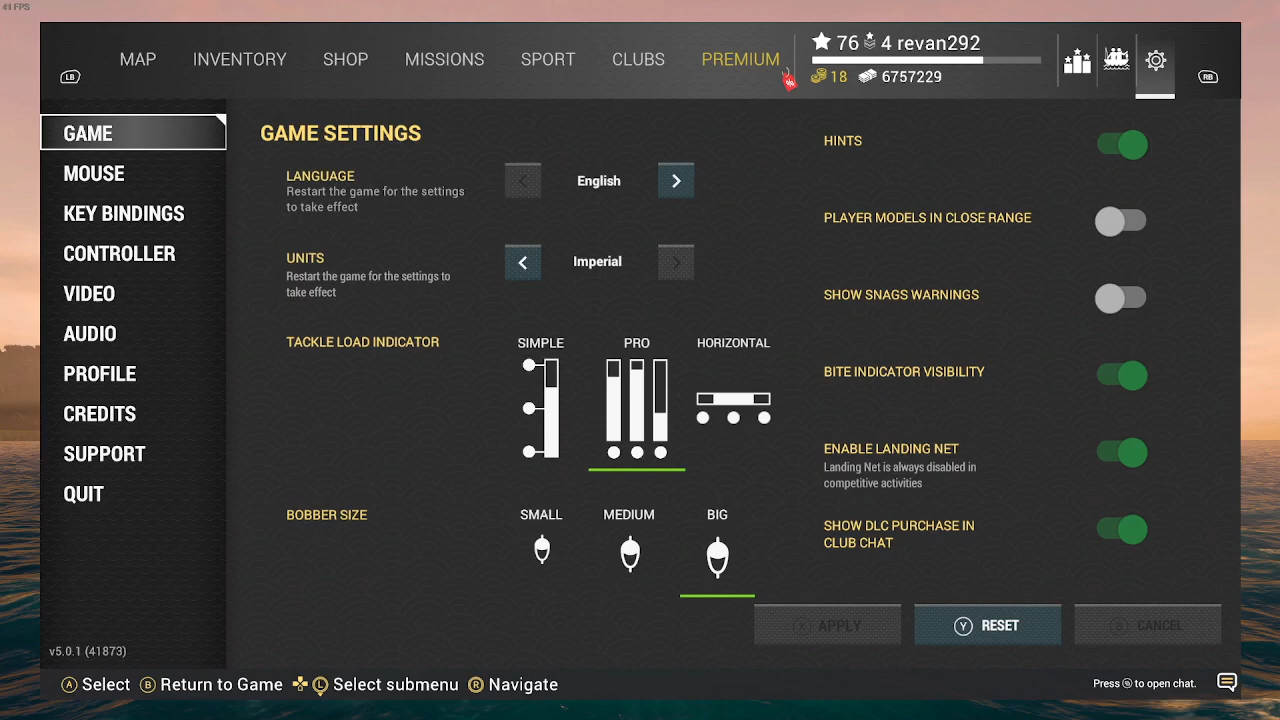 41 FPS
LB
MAP
INVENTORY
SHOP
MISSIONS
SPORT
CLUBS
PREMIUM
%
76 4 revan292
18 6757229
RB
GAME
MOUSE
KEY BINDINGS
CONTROLLER
VIDEO
AUDIO
PROFILE
CREDITS
SUPPORT
QUIT
v5.0.1 (41873)
GAME SETTINGS
LANGUAGE
Restart the game for the settings
to take effect
English
UNITS
Restart the game for the settings to
take effect
Imperial
TACKLE LOAD INDICATOR
SIMPLE
PRO
HORIZONTAL
BOBBER SIZE
SMALL
MEDIUM
BIG
HINTS
PLAYER MODELS IN CLOSE RANGE
SHOW SNAGS WARNINGS
BITE INDICATOR VISIBILITY
ENABLE LANDING NET
Landing Net is always disabled in
competitive activities
SHOW DLC PURCHASE IN
CLUB CHAT
X APPLY
Y RESET
B CANCEL
A Select B Return to Game L Select submenu R Navigate
Press to open chat.